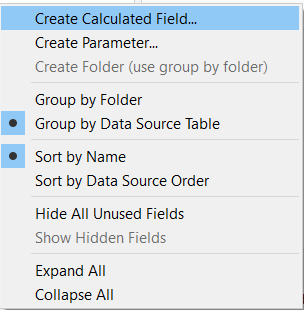 Create Calculated Field...
Create Parameter...
Create Folder (use group by folder)
Group by Folder
Group by Data Source Table
Sort by Name
Sort by Data Source Order
Hide All Unused Fields
Show Hidden Fields
Expand All
Collapse All